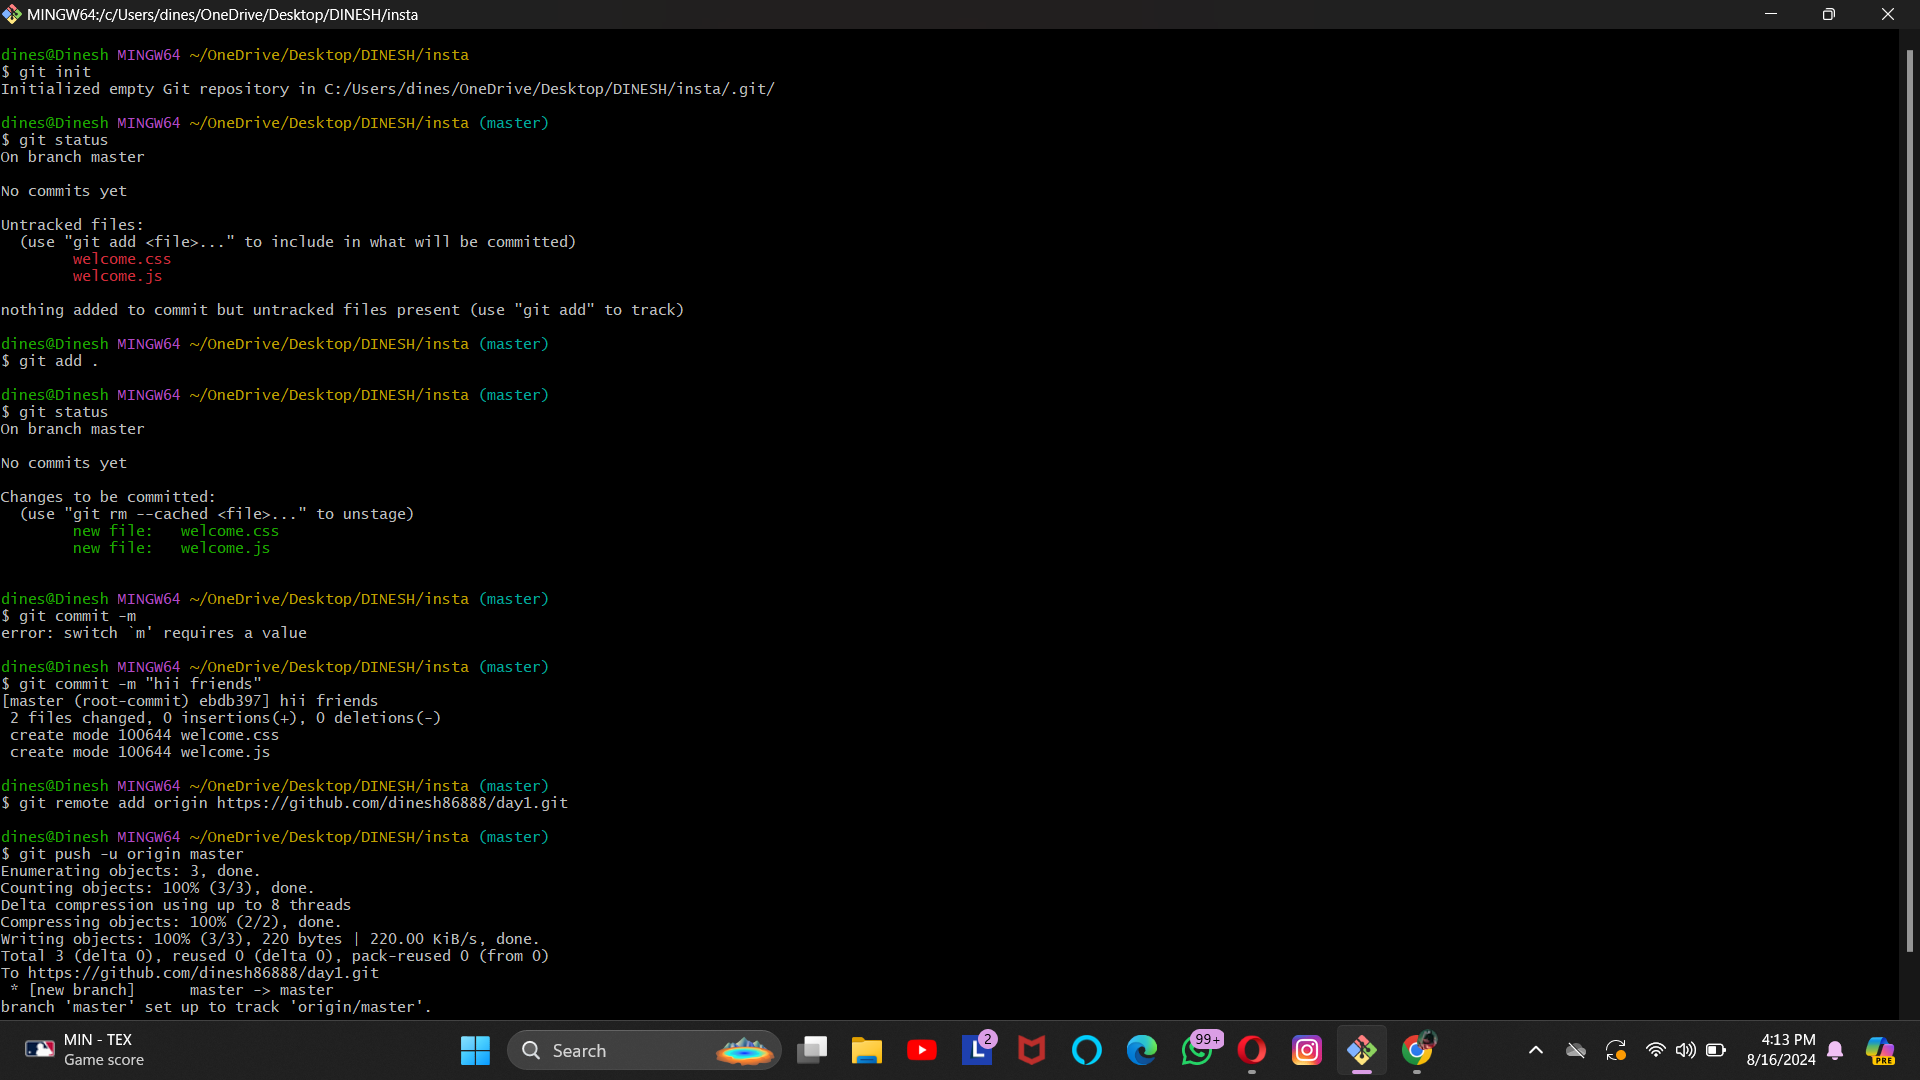 MINGW64:/c/Users/dines/OneDrive/Desktop/DINESH/insta
dines@Dinesh MINGW64 ~/OneDrive/Desktop/DINESH/insta
$ git init
Initialized empty Git repository in C:/Users/dines/OneDrive/Desktop/DINESH/insta/.git/
dines@Dinesh MINGW64 ~/OneDrive/Desktop/DINESH/insta (master)
$ git status
On branch master
No commits yet
Untracked files:
  (use "git add <file>..." to include in what will be committed)
        welcome.css
        welcome.js
nothing added to commit but untracked files present (use "git add" to track)
dines@Dinesh MINGW64 ~/OneDrive/Desktop/DINESH/insta (master)
$ git add .
dines@Dinesh MINGW64 ~/OneDrive/Desktop/DINESH/insta (master)
$ git status
On branch master
No commits yet
Changes to be committed:
  (use "git rm --cached <file>..." to unstage)
        new file:   welcome.css
        new file:   welcome.js
dines@Dinesh MINGW64 ~/OneDrive/Desktop/DINESH/insta (master)
$ git commit -m
error: switch `m' requires a value
dines@Dinesh MINGW64 ~/OneDrive/Desktop/DINESH/insta (master)
$ git commit -m "hii friends"
[master (root-commit) ebdb397] hii friends
 2 files changed, 0 insertions(+), 0 deletions(-)
 create mode 100644 welcome.css
 create mode 100644 welcome.js
dines@Dinesh MINGW64 ~/OneDrive/Desktop/DINESH/insta (master)
$ git remote add origin https://github.com/dinesh86888/day1.git
dines@Dinesh MINGW64 ~/OneDrive/Desktop/DINESH/insta (master)
$ git push -u origin master
Enumerating objects: 3, done.
Counting objects: 100% (3/3), done.
Delta compression using up to 8 threads
Compressing objects: 100% (2/2), done.
Writing objects: 100% (3/3), 220 bytes | 220.00 KiB/s, done.
Total 3 (delta 0), reused 0 (delta 0), pack-reused 0 (from 0)
To https://github.com/dinesh86888/day1.git
 * [new branch]      master -> master
branch 'master' set up to track 'origin/master'.
MIN - TEX
Game score
Search
L
2
99+
4:13 PM
8/16/2024
PRE